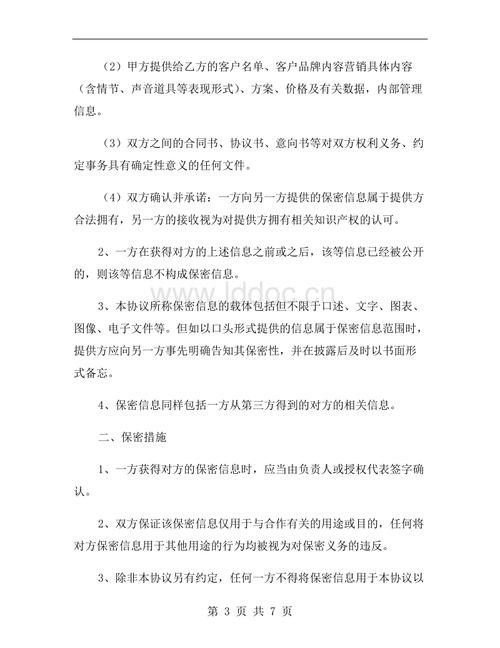 （2）甲方提供给乙方的客户名单、客户品牌内容营销具体内容
（含情节、声音道具等表现形式）、方案、价格及有关数据，内部管理
信息。
（3）双方之间的合同书、协议书、意向书等对双方权利义务、约
定事务具有确定性意义的任何文件。
（4）双方确认并承诺：一方向另一方提供的保密信息属于提供方
合法拥有，另一方的接收视为对提供方拥有相关知识产权的认可。
2、一方在获得对方的上述信息之前或之后，该等信息已经被公开
的，则该等信息不构成保密信息。
www.lddoc.cn
3、本协议所称保密信息的载体包括但不限于口述、文字、图表、
图像、电子文件等。但如以口头形式提供的信息属于保密信息范围时，
提供方应向另一方事先明确告知其保密性，并在披露后及时以书面形
式备忘。
4、保密信息同样包括一方从第三方得到的对方的相关信息。
二、保密措施
1、一方获得对方的保密信息时，应当由负责人或授权代表签字确
认。
2、双方保证该保密信息仅用于与合作有关的用途或目的，任何将
对方保密信息用于其他用途的行为均被视为对保密义务的违反。
3、除非本协议另有约定，任何一方不得将保密信息用于本协议以
第 3 页 共 7 页